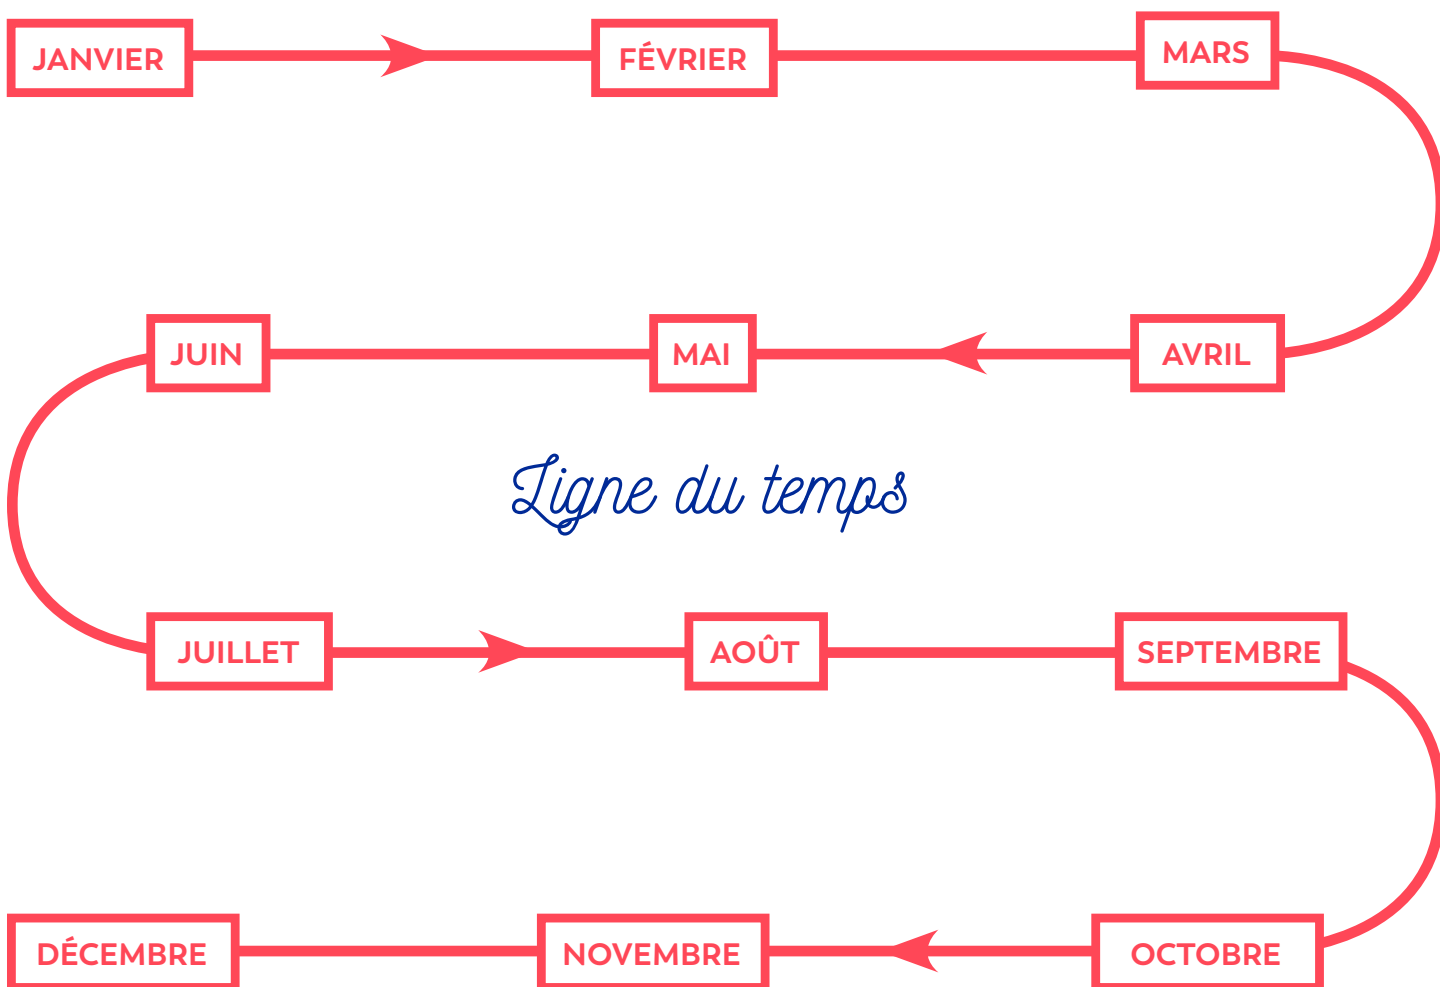 JANVIER
FÉVRIER
MARS
JUIN
MAI
AVRIL
Ligne du temps
JUILLET
AOÛT
SEPTEMBRE
DÉCEMBRE
NOVEMBRE
OCTOBRE